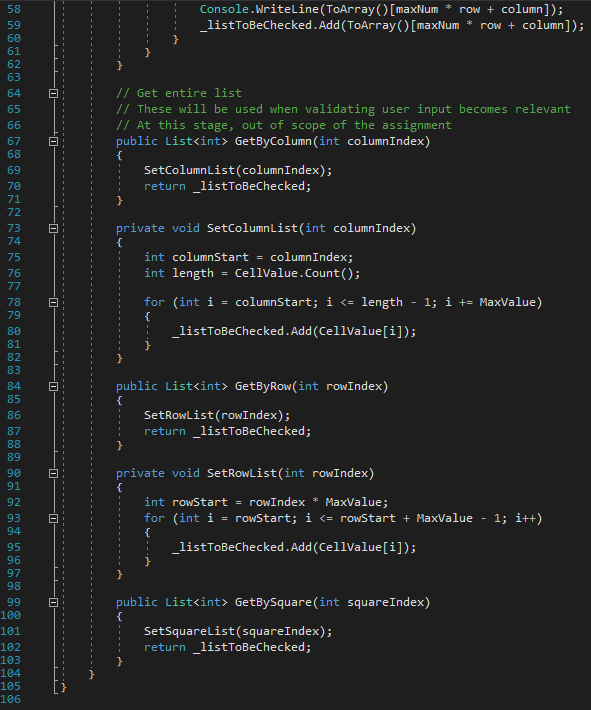 58 Console.WriteLine(ToArray()[maxNum * row + column]);
59 _listToBeChecked.Add(ToArray()[maxNum * row + column]);
60 }
61 }
62 }
63
64 // Get entire list
65 // These will be used when validating user input becomes relevant
66 // At this stage, out of scope of the assignment
67 public List<int> GetByColumn(int columnIndex)
68 {
69 SetColumnList(columnIndex);
70 return _listToBeChecked;
71 }
72
73 private void SetColumnList(int columnIndex)
74 {
75 int columnStart = columnIndex;
76 int length = CellValue.Count();
77
78 for (int i = columnStart; i <= length - 1; i += MaxValue)
79 {
80 _listToBeChecked.Add(CellValue[i]);
81 }
82 }
83
84 public List<int> GetByRow(int rowIndex)
85 {
86 SetRowList(rowIndex);
87 return _listToBeChecked;
88 }
89
90 private void SetRowList(int rowIndex)
91 {
92 int rowStart = rowIndex * MaxValue;
93 for (int i = rowStart; i <= rowStart + MaxValue - 1; i++)
94 {
95 _listToBeChecked.Add(CellValue[i]);
96 }
97 }
98
99 public List<int> GetBySquare(int squareIndex)
100 {
101 SetSquareList(squareIndex);
102 return _listToBeChecked;
103 }
104 }
105 }
106